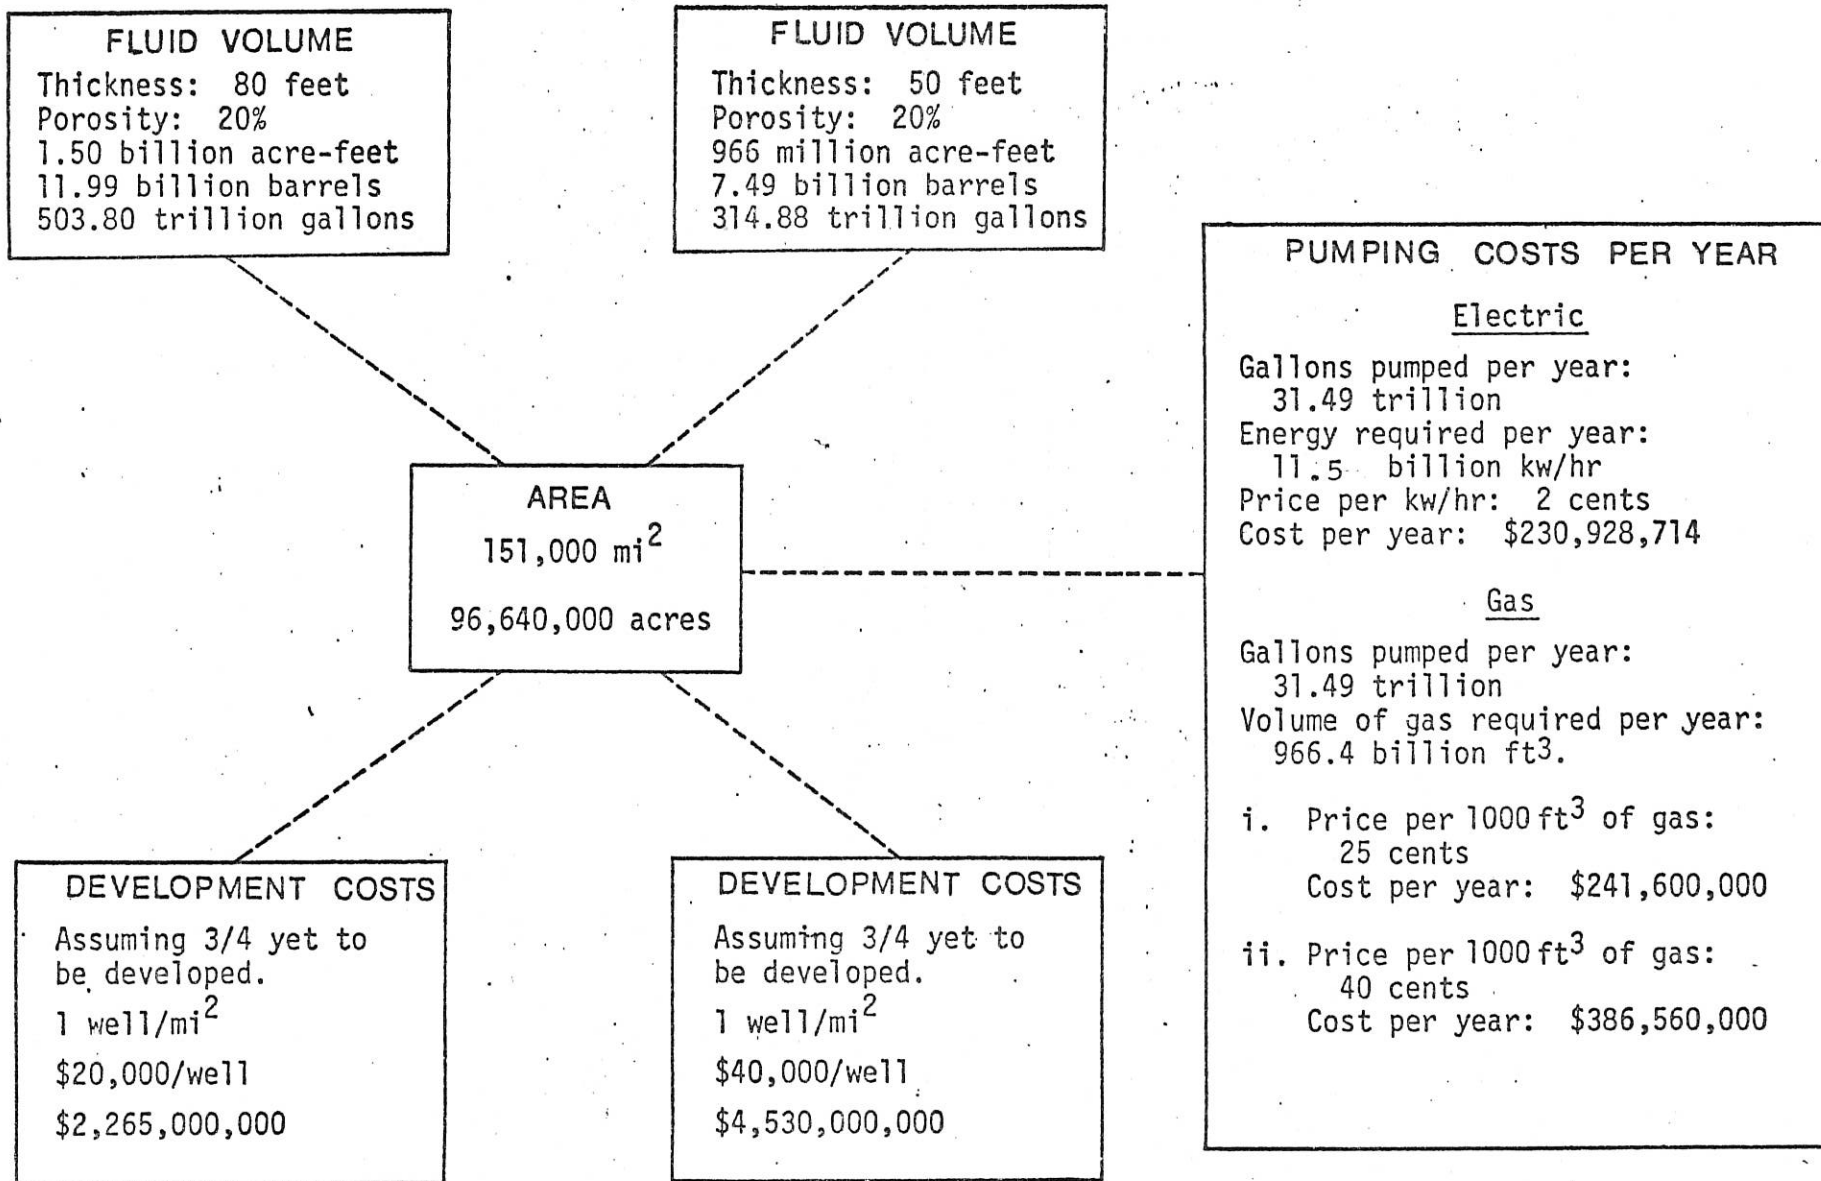 FLUID VOLUME
Thickness: 80 feet
Porosity: 20%
1.50 billion acre-feet
11.99 billion barrels
503.80 trillion gallons
FLUID VOLUME
Thickness: 50 feet
Porosity: 20%
966 million acre-feet
7.49 billion barrels
314.88 trillion gallons
AREA
151,000 mi²
96,640,000 acres
DEVELOPMENT COSTS
Assuming 3/4 yet to
be developed.
1 well/mi²
$20,000/well
$2,265,000,000
DEVELOPMENT COSTS
Assuming 3/4 yet to
be developed.
1 well/mi²
$40,000/well
$4,530,000,000
PUMPING COSTS PER YEAR
Electric
Gallons pumped per year:
31.49 trillion
Energy required per year:
11.5 billion kw/hr
Price per kw/hr: 2 cents
Cost per year: $230,928,714
Gas
Gallons pumped per year:
31.49 trillion
Volume of gas required per year:
966.4 billion ft³.
i. Price per 1000 ft³ of gas:
25 cents
Cost per year: $241,600,000
ii. Price per 1000 ft³ of gas:
40 cents
Cost per year: $386,560,000